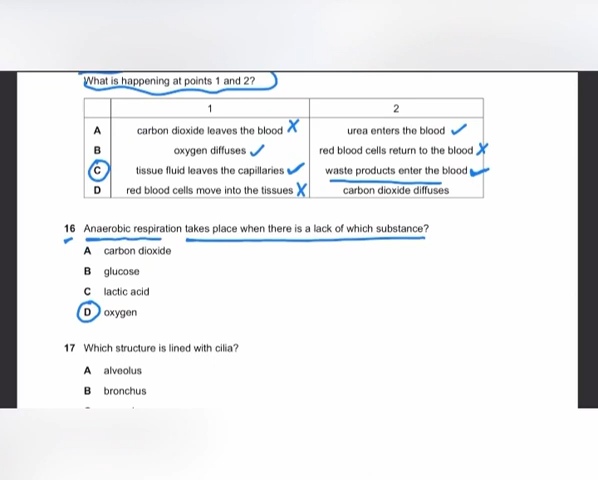 What is happening at points 1 and 2?
1 2
A carbon dioxide leaves the blood urea enters the blood
B oxygen diffuses red blood cells return to the blood
C tissue fluid leaves the capillaries waste products enter the blood
D red blood cells move into the tissues carbon dioxide diffuses
16 Anaerobic respiration takes place when there is a lack of which substance?
A carbon dioxide
B glucose
C lactic acid
D oxygen
17 Which structure is lined with cilia?
A alveolus
B bronchus